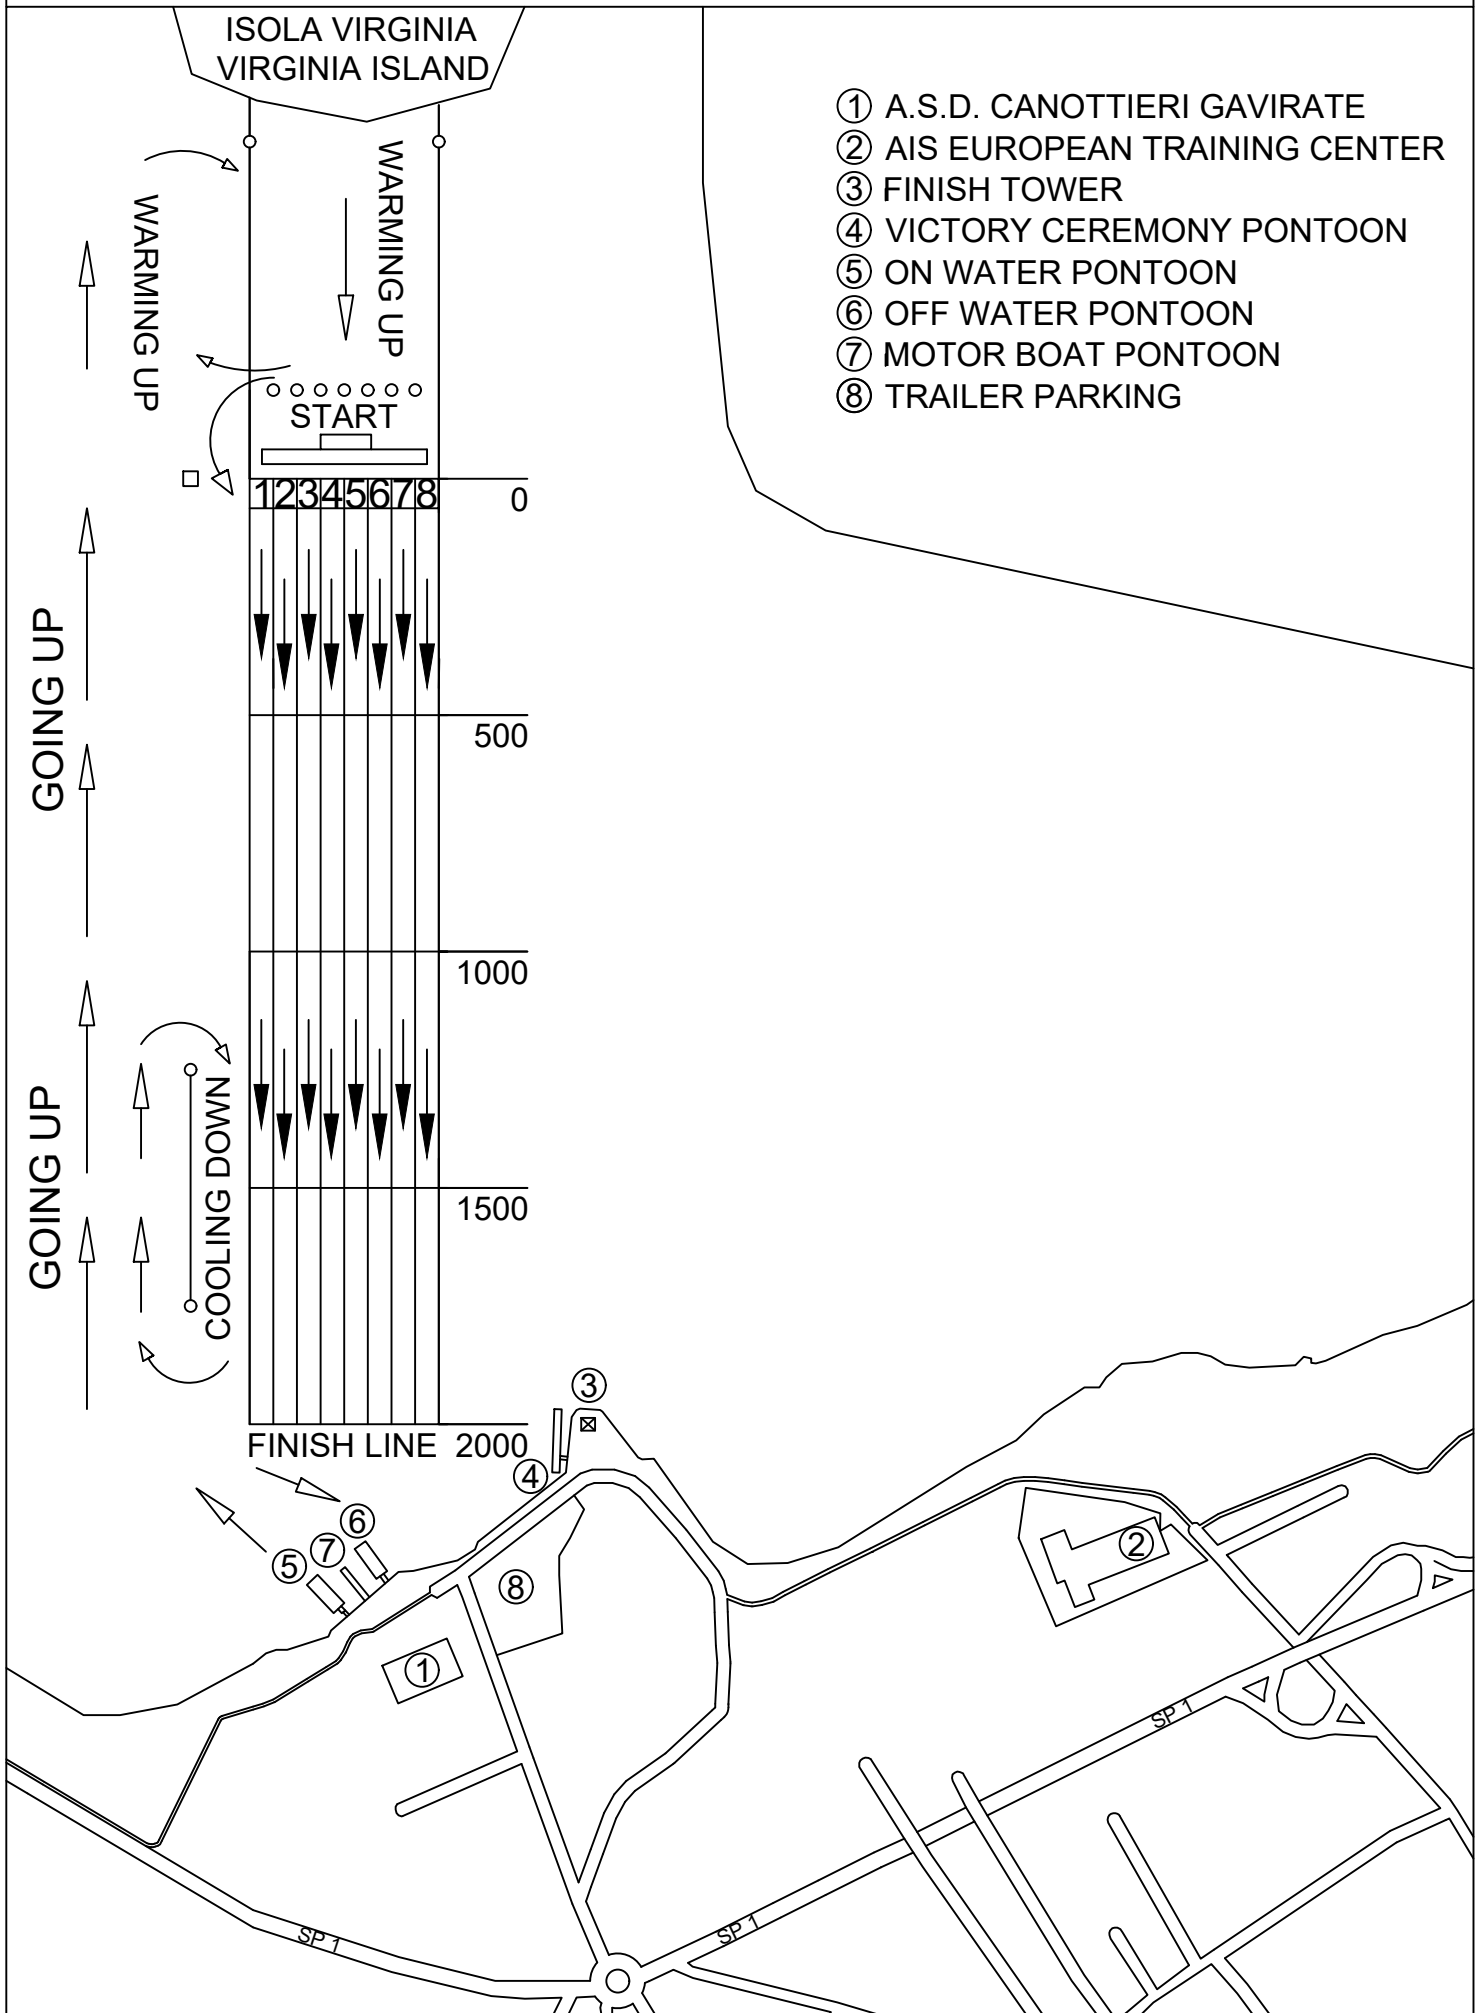 ISOLA VIRGINIA
VIRGINIA ISLAND
① A.S.D. CANOTTIERI GAVIRATE
② AIS EUROPEAN TRAINING CENTER
③ FINISH TOWER
④ VICTORY CEREMONY PONTOON
⑤ ON WATER PONTOON
⑥ OFF WATER PONTOON
⑦ MOTOR BOAT PONTOON
⑧ TRAILER PARKING
WARMING UP
WARMING UP
START
1 2 3 4 5 6 7 8
0
GOING UP
500
1000
GOING UP
COOLING DOWN
1500
FINISH LINE 2000
③
④
⑥
⑦
⑤
②
⑧
①
SP 1
SP 1
SP 1